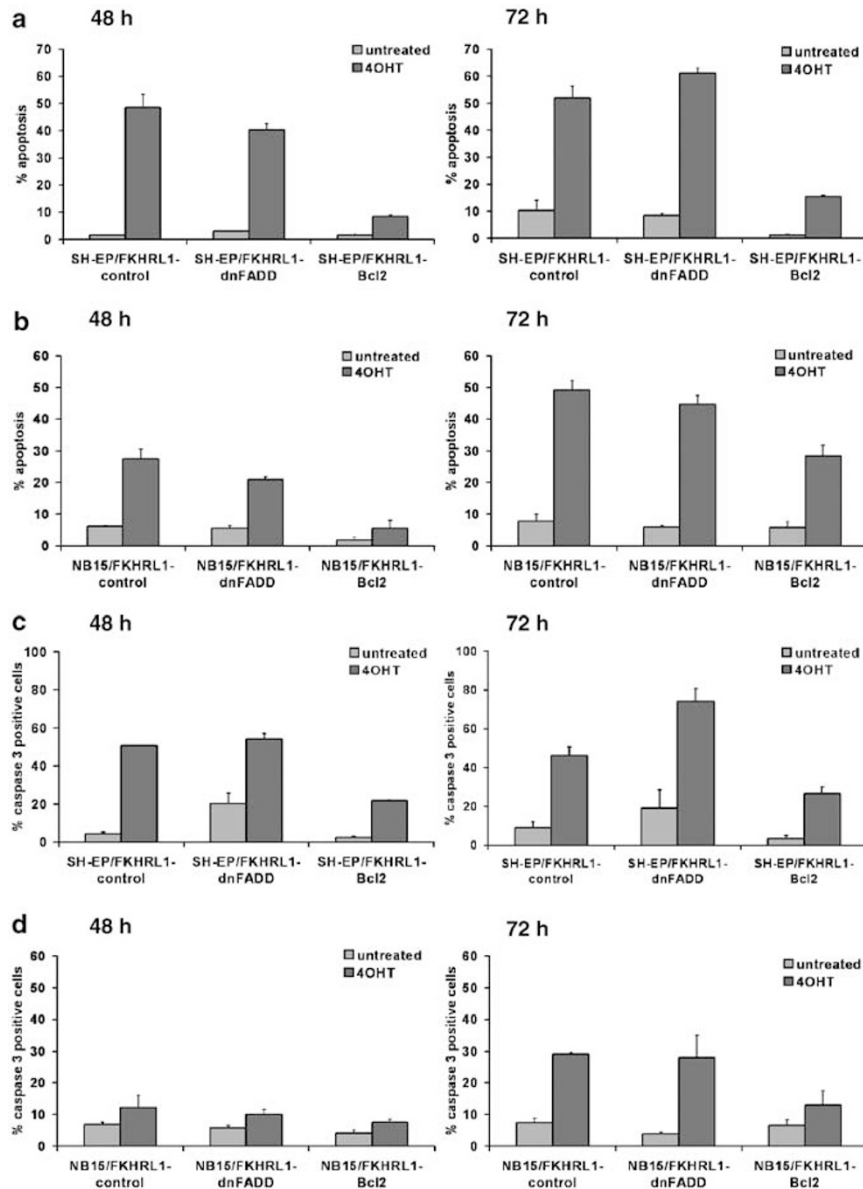 a
48 h
untreated
4OHT
% apoptosis
70
60
50
40
30
20
10
0
SH-EP/FKHRL1- SH-EP/FKHRL1- SH-EP/FKHRL1-
control dnFADD Bcl2
72 h
untreated
4OHT
% apoptosis
70
60
50
40
30
20
10
0
SH-EP/FKHRL1- SH-EP/FKHRL1- SH-EP/FKHRL1-
control dnFADD Bcl2
b
48 h
untreated
4OHT
% apoptosis
60
50
40
30
20
10
0
NB15/FKHRL1- NB15/FKHRL1- NB15/FKHRL1-
control dnFADD Bcl2
72 h
untreated
4OHT
% apoptosis
60
50
40
30
20
10
0
NB15/FKHRL1- NB15/FKHRL1- NB15/FKHRL1-
control dnFADD Bcl2
c
48 h
untreated
4OHT
% caspase 3 positive cells
100
80
60
40
20
0
SH-EP/FKHRL1- SH-EP/FKHRL1- SH-EP/FKHRL1-
control dnFADD Bcl2
72 h
untreated
4OHT
% caspase 3 positive cells
100
80
60
40
20
0
SH-EP/FKHRL1- SH-EP/FKHRL1- SH-EP/FKHRL1-
control dnFADD Bcl2
d
48 h
untreated
4OHT
% caspase 3 positive cells
60
50
40
30
20
10
0
NB15/FKHRL1- NB15/FKHRL1- NB15/FKHRL1-
control dnFADD Bcl2
72 h
untreated
4OHT
% caspase 3 positive cells
60
50
40
30
20
10
0
NB15/FKHRL1- NB15/FKHRL1- NB15/FKHRL1-
control dnFADD Bcl2